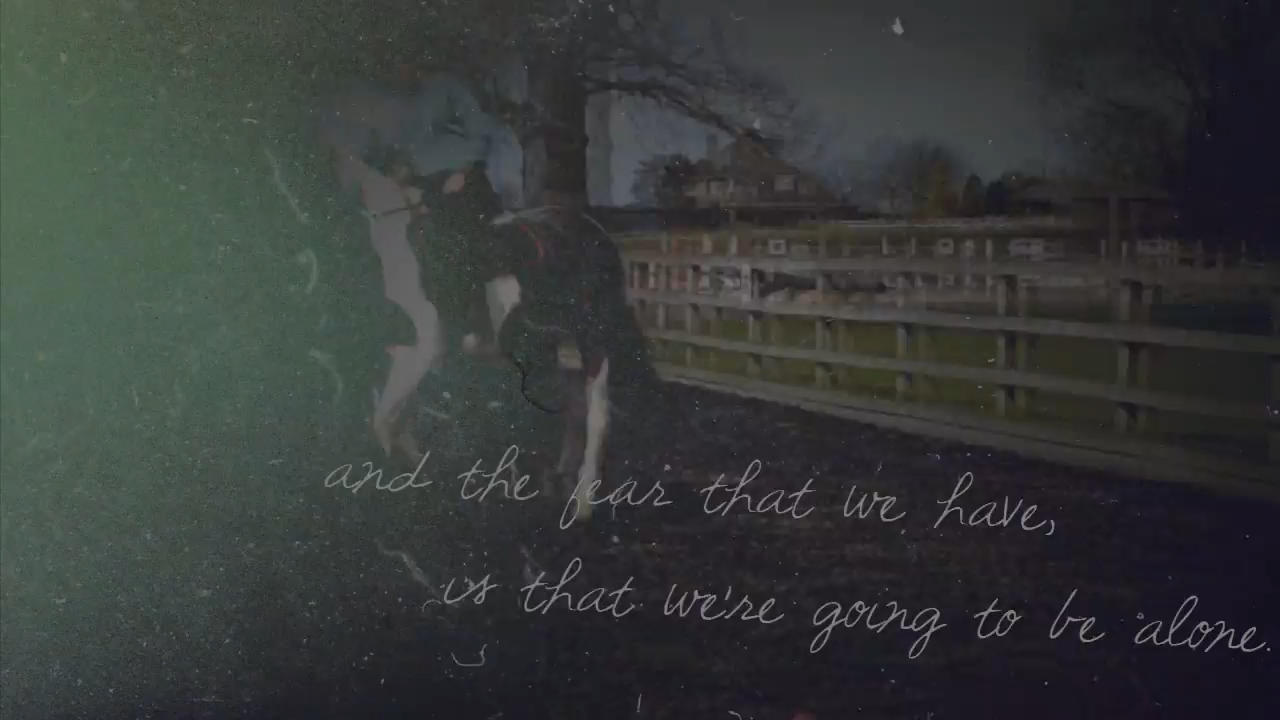 and the fear that we have,
is that we're going to be alone.